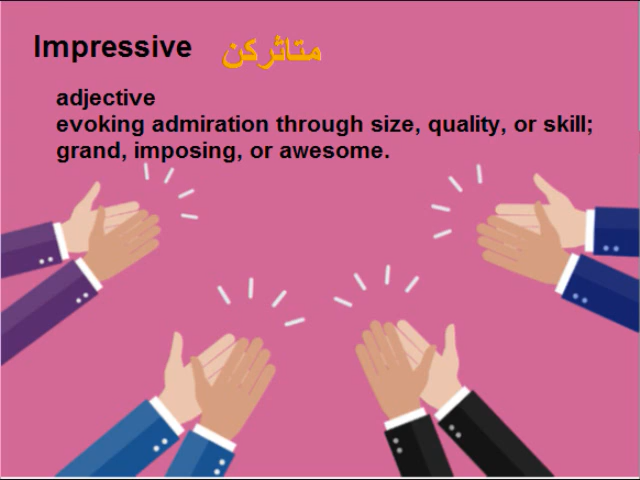 Impressive متاثرکن
adjective
evoking admiration through size, quality, or skill;
grand, imposing, or awesome.